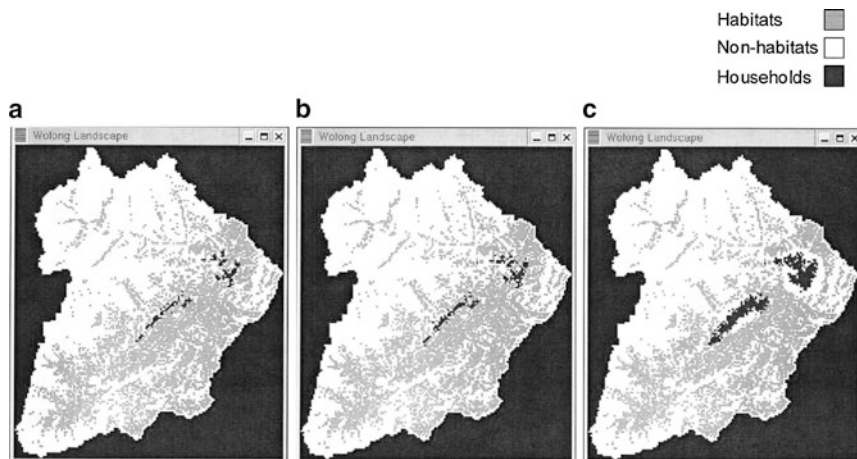 Habitats
Non-habitats
Households
a
b
c
Wolong Landscape
Wolong Landscape
Wolong Landscape